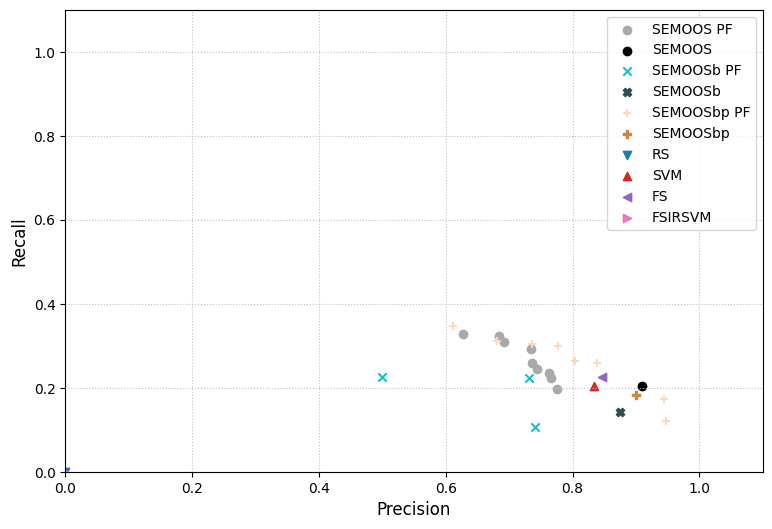 SEMOOS PF
SEMOOS
SEMOOSb PF
SEMOOSb
SEMOOSbp PF
SEMOOSbp
RS
SVM
FS
FSIRSVM
Recall
1.0
0.8
0.6
0.4
0.2
0.0
0.0 0.2 0.4 0.6 0.8 1.0
Precision